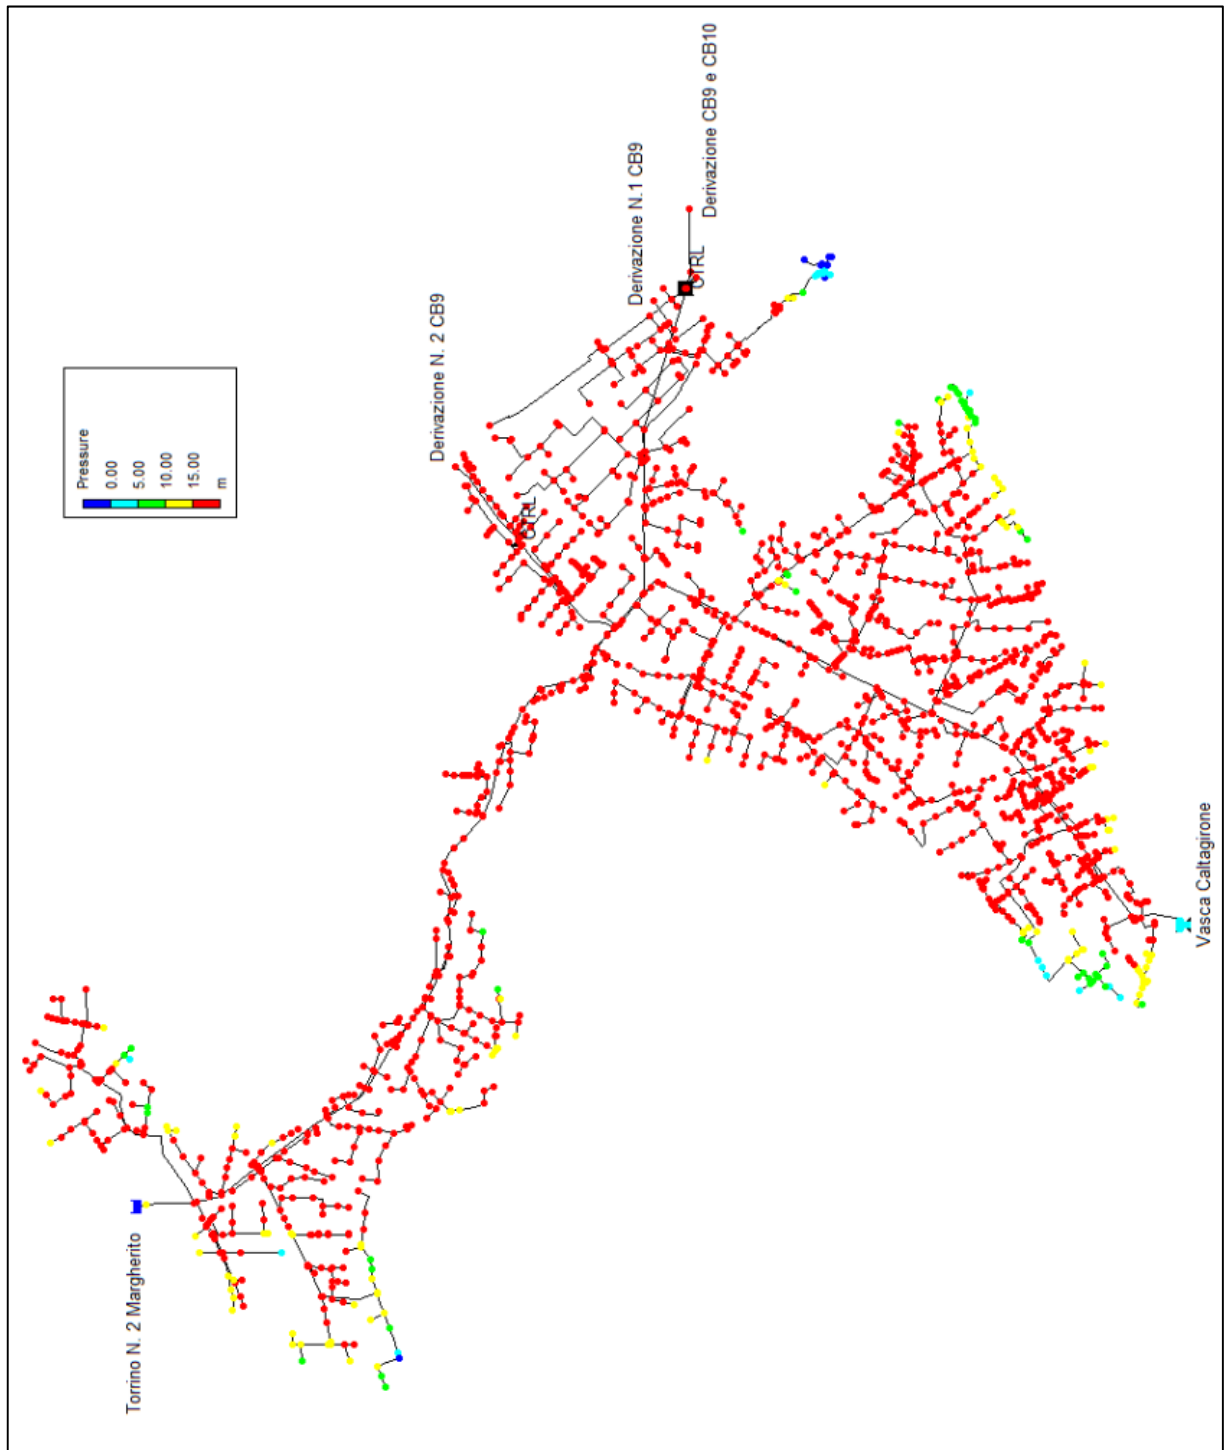 Pressure
0.00
5.00
10.00
15.00
m
Derivazione CB9 e CB10
Derivazione N.1 CB9
CTRL
Derivazione N. 2 CB9
CTRL
Torrino N. 2 Margherito
Vasca Caltagirone